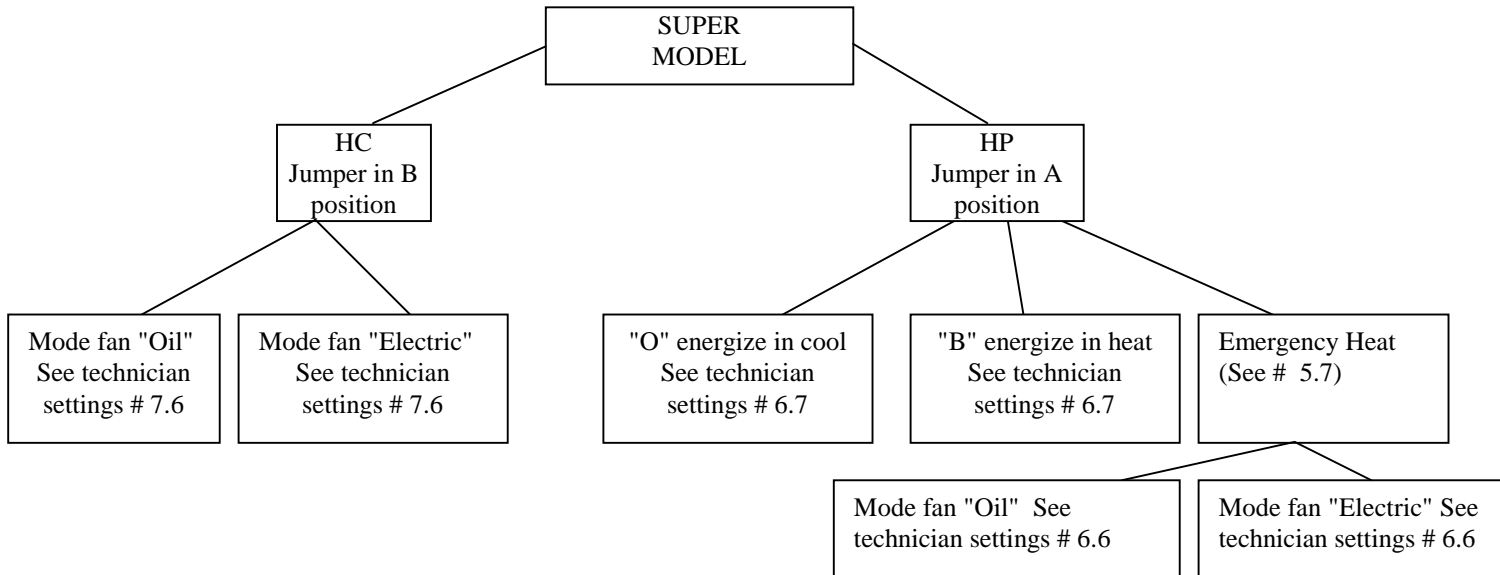 SUPER
MODEL
HC
Jumper in B
position
HP
Jumper in A
position
Mode fan "Oil"
See technician
settings # 7.6
Mode fan "Electric"
See technician
settings # 7.6
"O" energize in cool
See technician
settings # 6.7
"B" energize in heat
See technician
settings # 6.7
Emergency Heat
(See # 5.7)
Mode fan "Oil" See
technician settings # 6.6
Mode fan "Electric" See
technician settings # 6.6